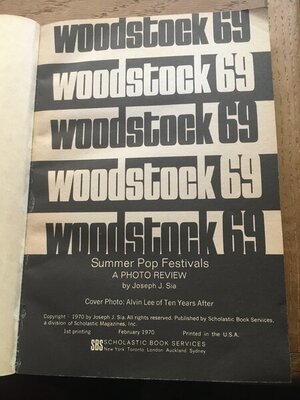 woodstock 69
woodstock 69
woodstock 69
woodstock 69
woodstock 69
Summer Pop Festivals
A PHOTO REVIEW
by Joseph J. Sia
Cover Photo: Alvin Lee of Ten Years After
Copyright · 1970 by Joseph J. Sia. All rights reserved. Published by Scholastic Book Services,
a division of Scholastic Magazines, Inc.
1st printing February 1970 Printed in the U.S.A.
SBS SCHOLASTIC BOOK SERVICES
New York Toronto London Auckland Sydney